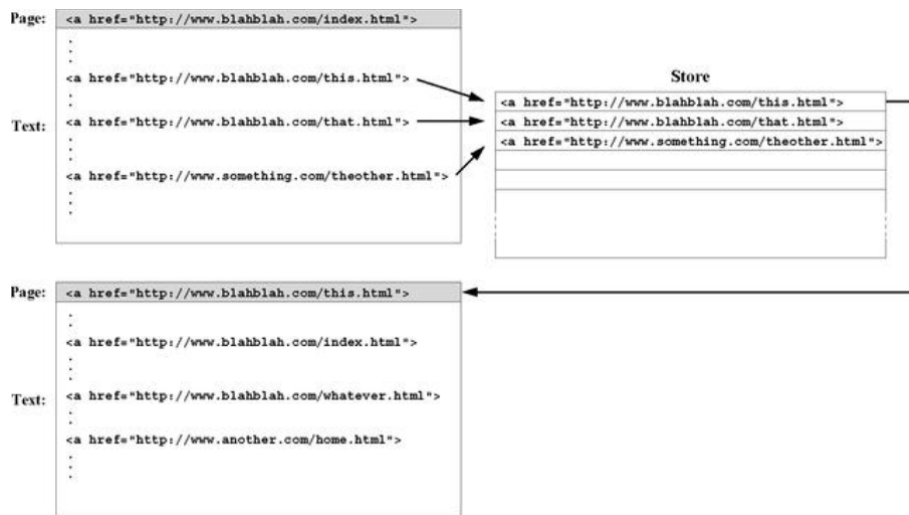 Page: <a href="http://www.blahblah.com/index.html">
.
.
.
<a href="http://www.blahblah.com/this.html">
.
.
Text: <a href="http://www.blahblah.com/that.html">
.
.
.
<a href="http://www.something.com/theother.html">
.
.
.
Store
<a href="http://www.blahblah.com/this.html">
<a href="http://www.blahblah.com/that.html">
<a href="http://www.something.com/theother.html">
Page: <a href="http://www.blahblah.com/this.html">
.
.
<a href="http://www.blahblah.com/index.html">
.
.
.
Text: <a href="http://www.blahblah.com/whatever.html">
.
.
<a href="http://www.another.com/home.html">
.
.
.